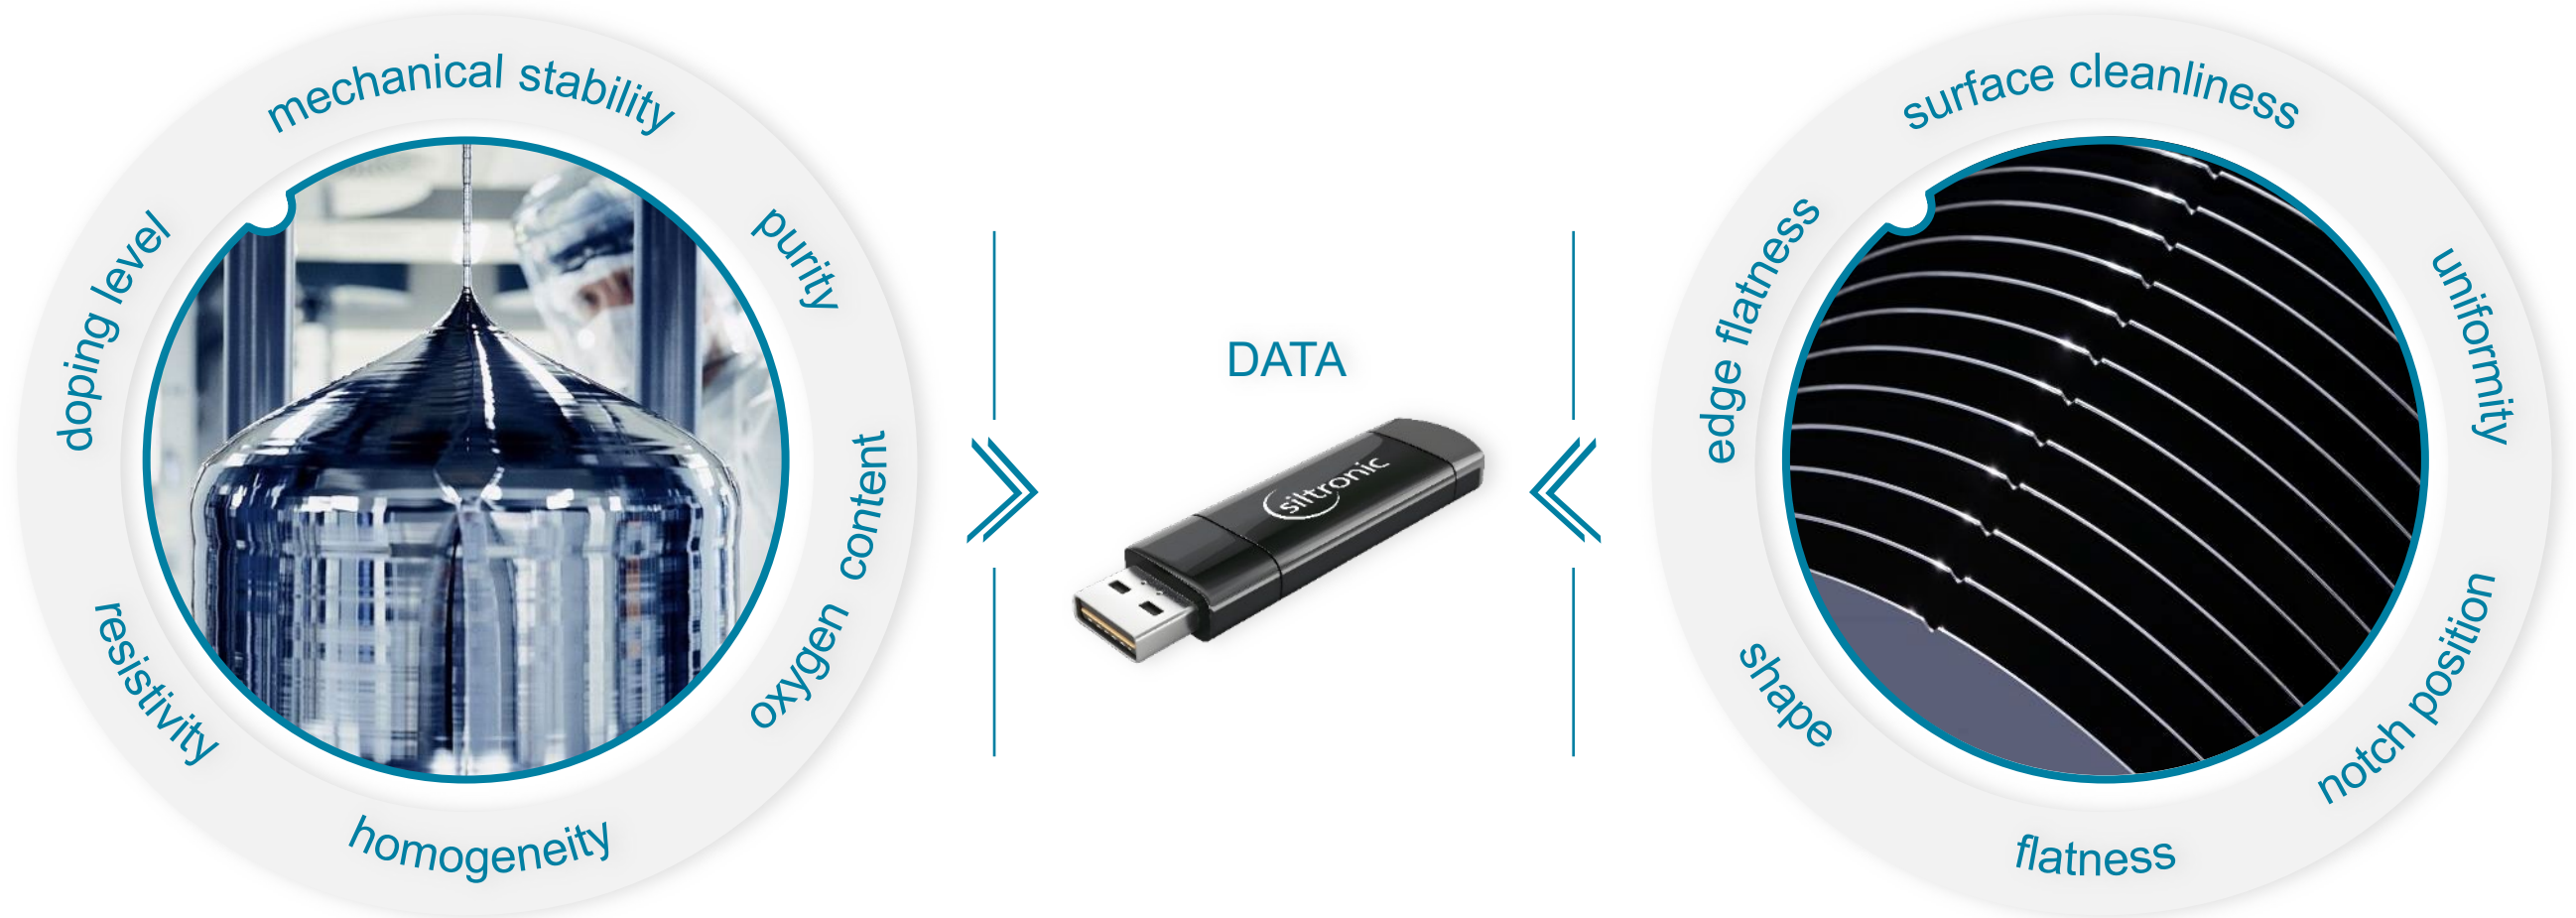 mechanical stability
purity
oxygen content
homogeneity
resistivity
doping level
DATA
siltronic
surface cleanliness
uniformity
notch position
flatness
shape
edge flatness